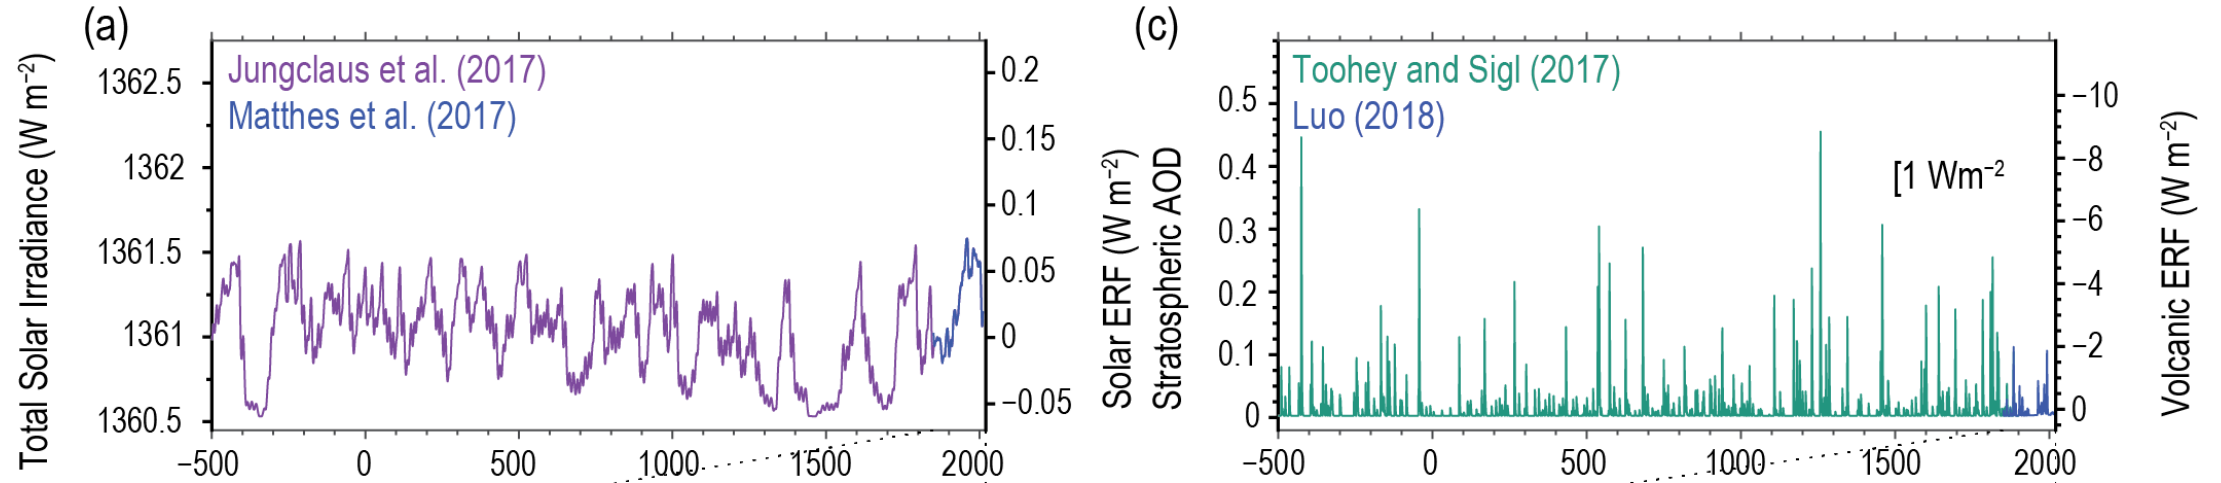 (a)
Total Solar Irradiance (W m⁻²)
1362.5
1362
1361.5
1361
1360.5
Jungclaus et al. (2017)
Matthes et al. (2017)
0.2
0.15
0.1
0.05
0
−0.05
Solar ERF (W m⁻²)
−500 0 500 1000 1500 2000
(c)
Stratospheric AOD
0.5
0.4
0.3
0.2
0.1
0
Toohey and Sigl (2017)
Luo (2018)
[1 Wm⁻²
−10
−8
−6
−4
−2
0
Volcanic ERF (W m⁻²)
−500 0 500 1000 1500 2000